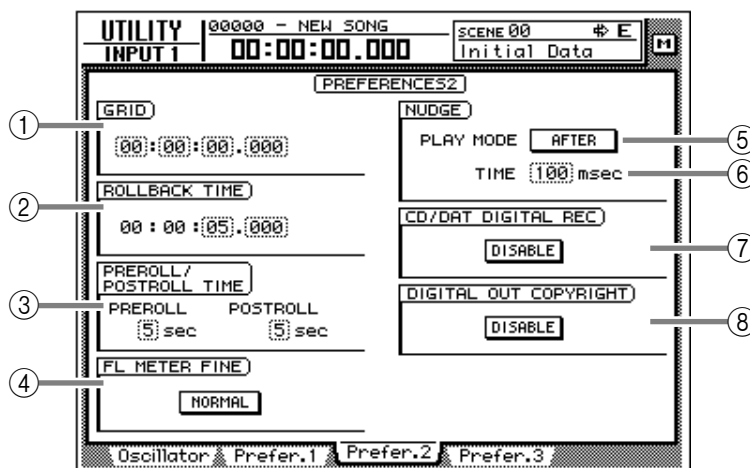 UTILITY
INPUT 1
00000 - NEW SONG
00:00:00.000
SCENE 00 E
Initial Data
M
PREFERENCES2
GRID
00:00:00.000
ROLLBACK TIME
00:00:05.000
PREROLL/
POSTROLL TIME
PREROLL POSTROLL
5 sec 5 sec
FL METER FINE
NORMAL
NUDGE
PLAY MODE AFTER
TIME 100 msec
CD/DAT DIGITAL REC
DISABLE
DIGITAL OUT COPYRIGHT
DISABLE
Oscillator Prefer.1 Prefer.2 Prefer.3
1
2
3
4
5
6
7
8